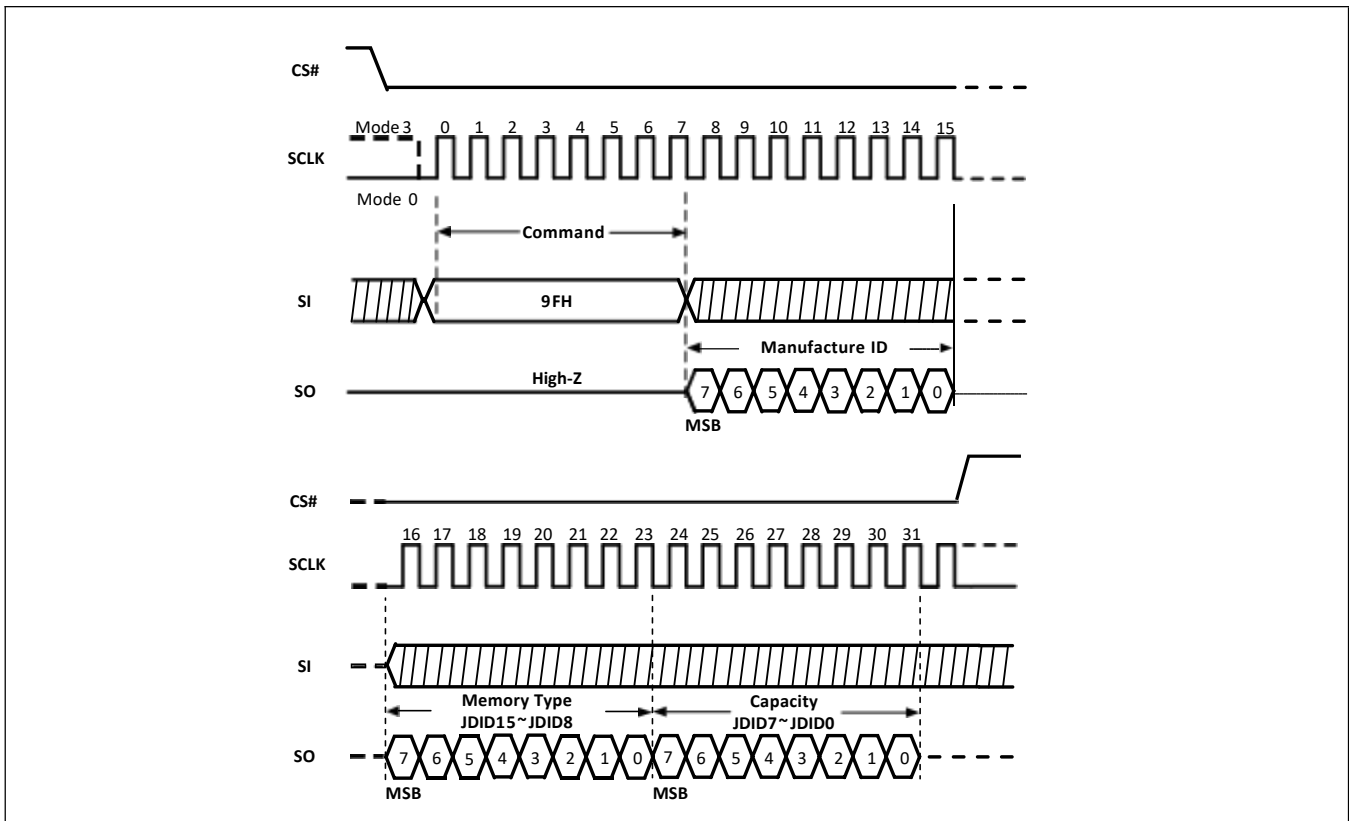 CS#
Mode 3 0 1 2 3 4 5 6 7 8 9 10 11 12 13 14 15
SCLK
Mode 0
Command
SI 9FH
Manufacture ID
High-Z
SO 7 6 5 4 3 2 1 0
MSB
CS#
16 17 18 19 20 21 22 23 24 25 26 27 28 29 30 31
SCLK
SI
Memory Type Capacity
JDID15~JDID8 JDID7~JDID0
SO 7 6 5 4 3 2 1 0 7 6 5 4 3 2 1 0
MSB MSB